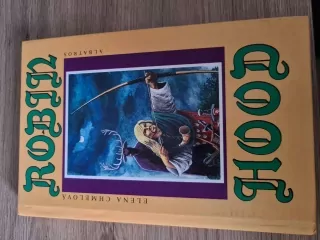 ROBIN
ELENA CHMELOVÁ
ALBATROS
HOOD